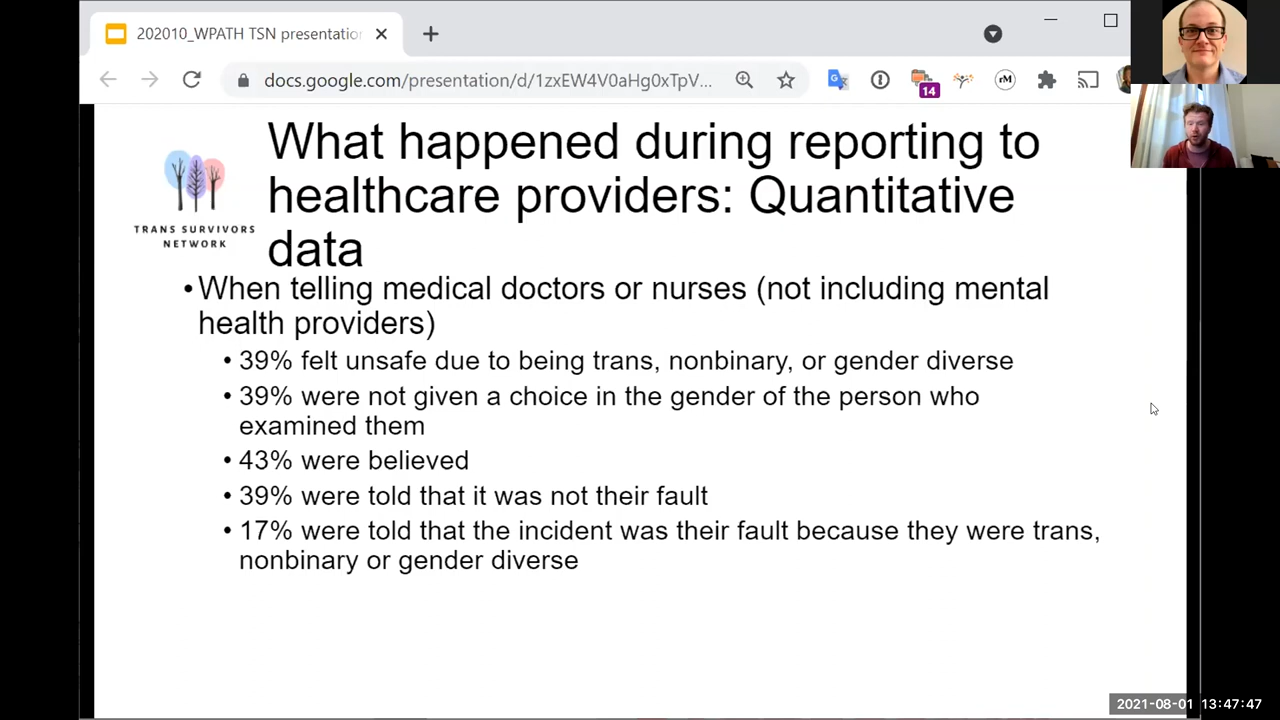 202010_WPATH TSN presentation
docs.google.com/presentation/d/1zxEW4V0aHg0xTpV...
14
rM
What happened during reporting to
healthcare providers: Quantitative
data
TRANS SURVIVORS
NETWORK
•When telling medical doctors or nurses (not including mental
health providers)
• 39% felt unsafe due to being trans, nonbinary, or gender diverse
• 39% were not given a choice in the gender of the person who
examined them
• 43% were believed
• 39% were told that it was not their fault
• 17% were told that the incident was their fault because they were trans,
nonbinary or gender diverse
2021-08-01 13:47:47